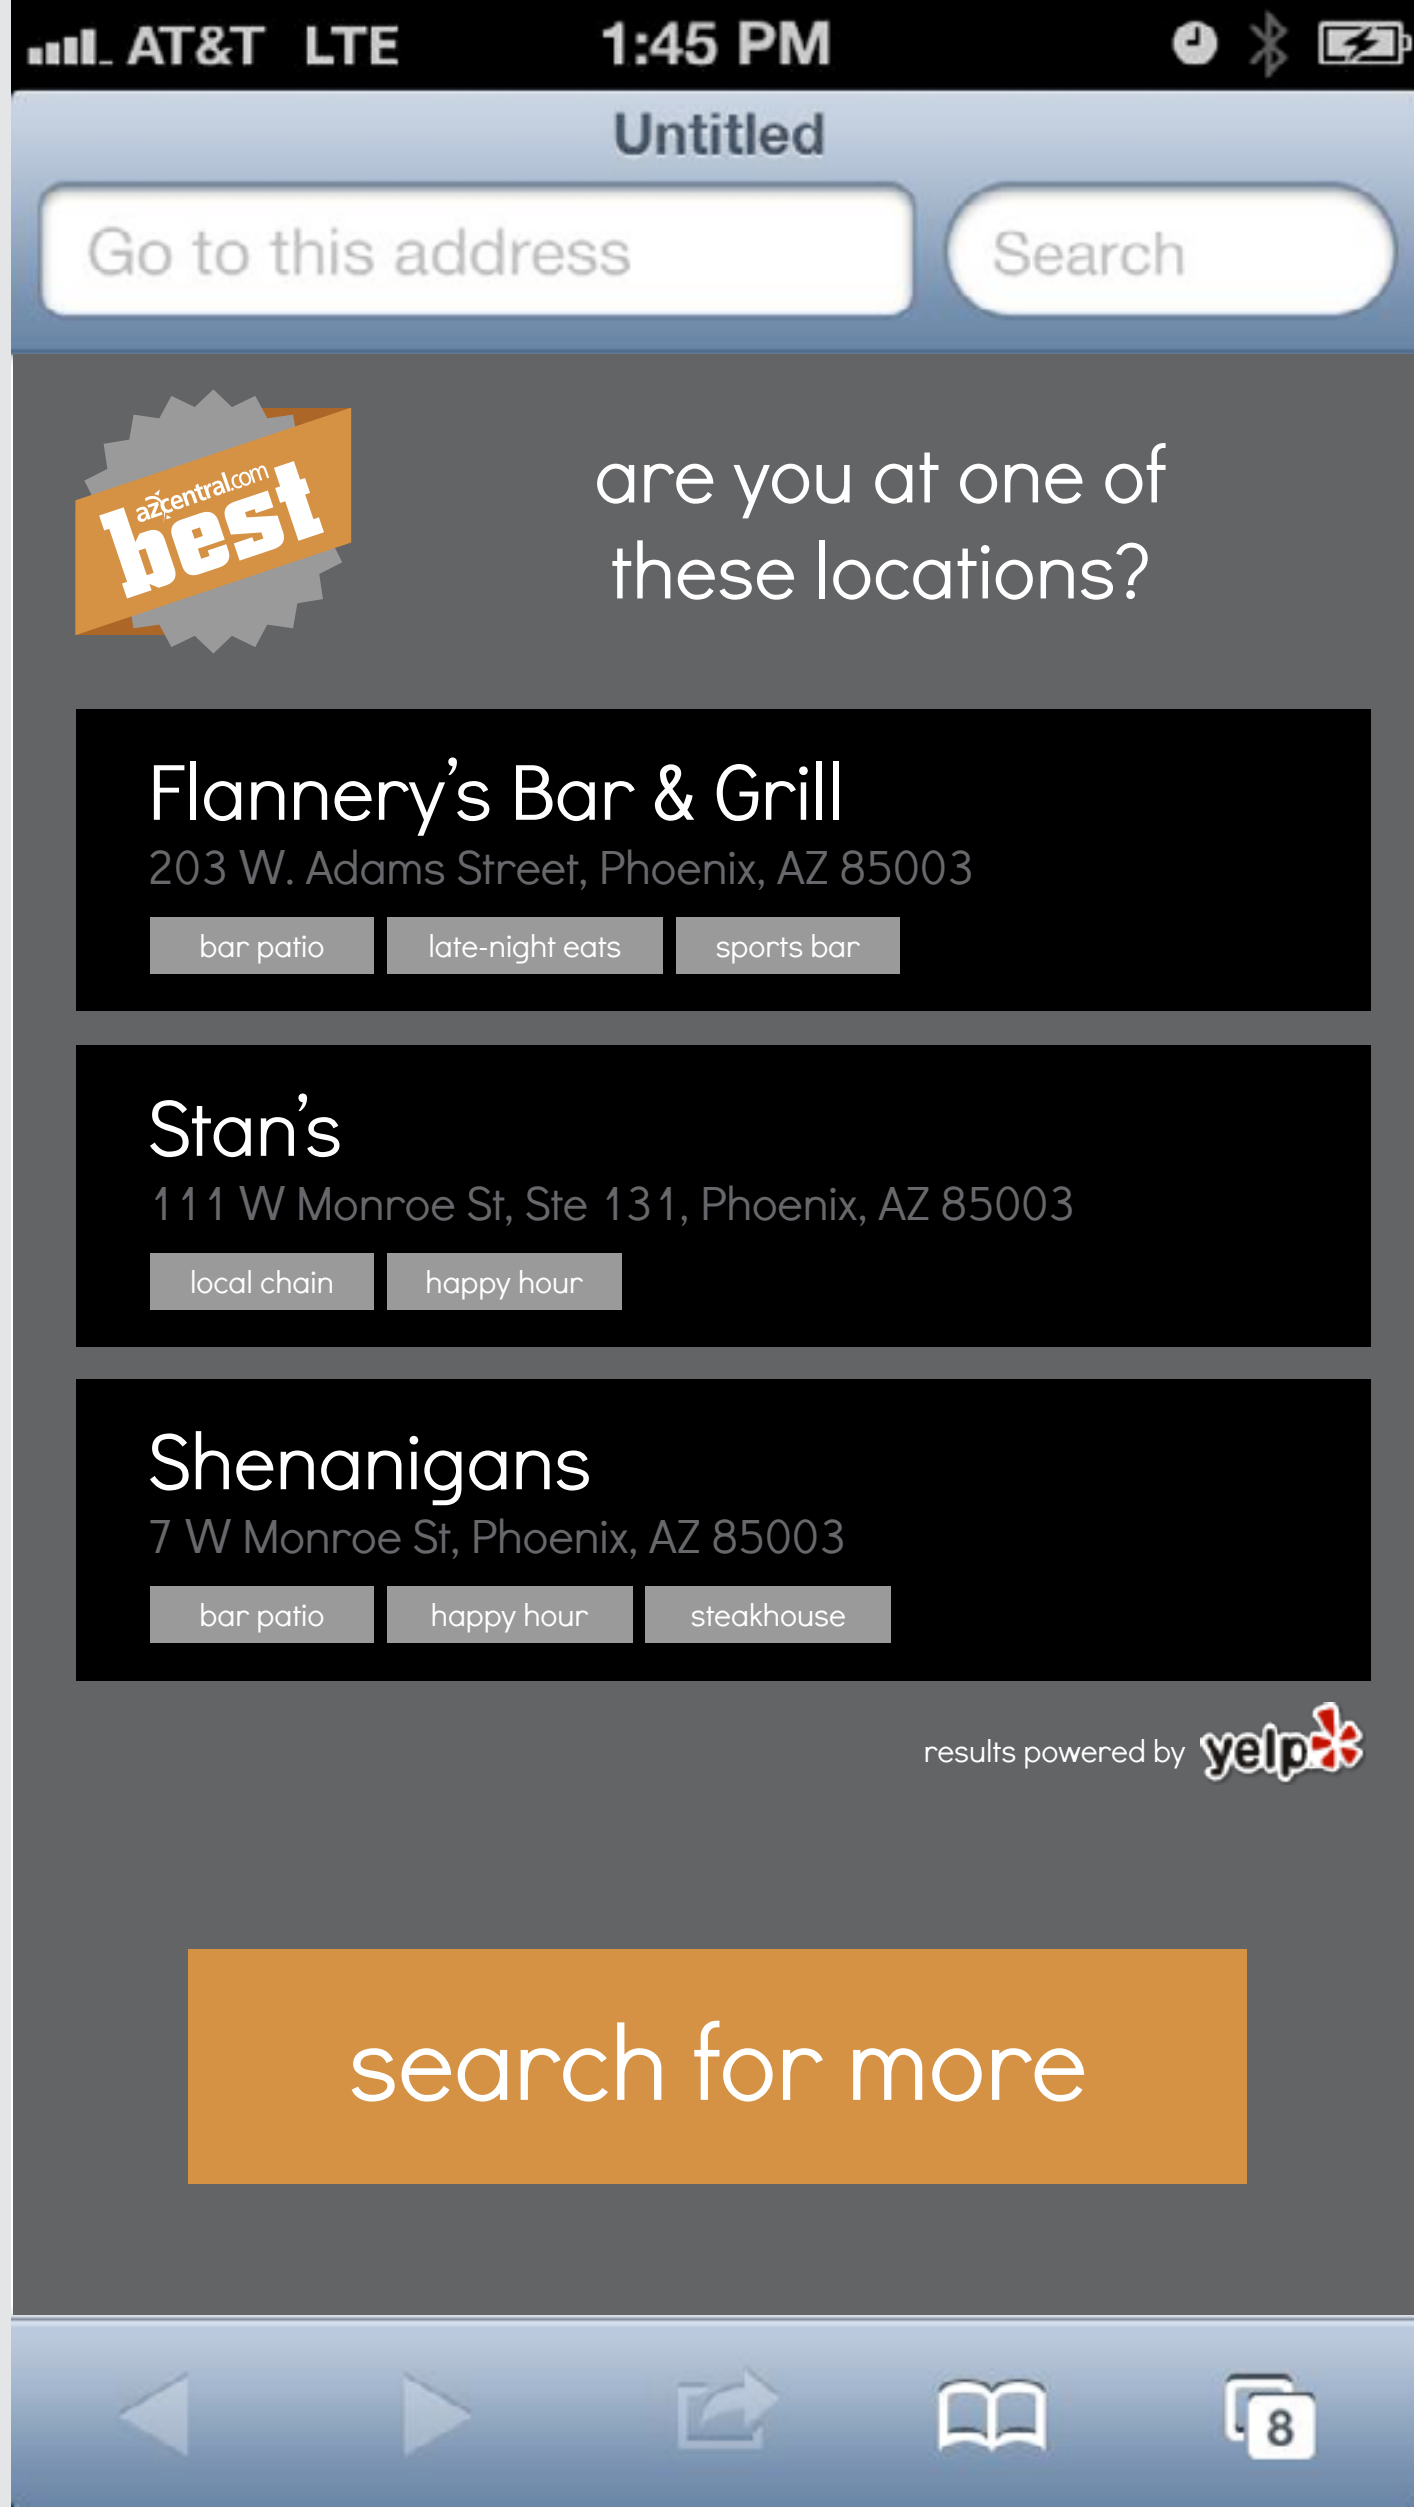 AT&T LTE 1:45 PM
Untitled
Go to this address Search
azcentral.com
best
are you at one of
these locations?
Flannery’s Bar & Grill
203 W. Adams Street, Phoenix, AZ 85003
bar patio late-night eats sports bar
Stan’s
111 W Monroe St, Ste 131, Phoenix, AZ 85003
local chain happy hour
Shenanigans
7 W Monroe St, Phoenix, AZ 85003
bar patio happy hour steakhouse
results powered by yelp
search for more
8